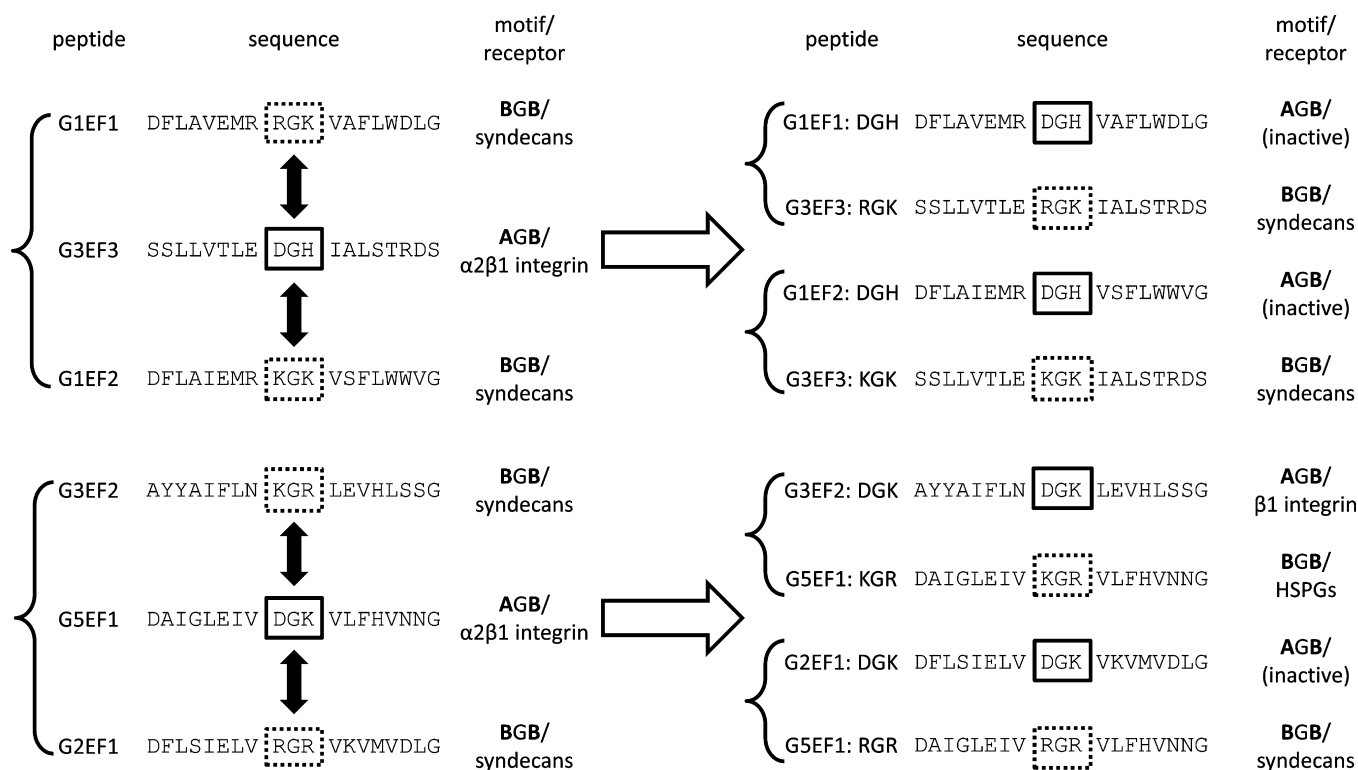 peptide sequence motif/
receptor
G1EF1 DFLAVEMR RGK VAFLWDLG BGB/
syndecans
G3EF3 SSLLVTLE DGH IALSTRDS AGB/
α2β1 integrin
G1EF2 DFLAIEMR KGK VSFLWWVG BGB/
syndecans
G3EF2 AYYAIFLN KGR LEVHLSSG BGB/
syndecans
G5EF1 DAIGLEIV DGK VLFHVNNG AGB/
α2β1 integrin
G2EF1 DFLSIELV RGR VKVMVDLG BGB/
syndecans
peptide sequence motif/
receptor
G1EF1: DGH DFLAVEMR DGH VAFLWDLG AGB/
(inactive)
G3EF3: RGK SSLLVTLE RGK IALSTRDS BGB/
syndecans
G1EF2: DGH DFLAIEMR DGH VSFLWWVG AGB/
(inactive)
G3EF3: KGK SSLLVTLE KGK IALSTRDS BGB/
syndecans
G3EF2: DGK AYYAIFLN DGK LEVHLSSG AGB/
β1 integrin
G5EF1: KGR DAIGLEIV KGR VLFHVNNG BGB/
HSPGs
G2EF1: DGK DFLSIELV DGK VKVMVDLG AGB/
(inactive)
G5EF1: RGR DAIGLEIV RGR VLFHVNNG BGB/
syndecans